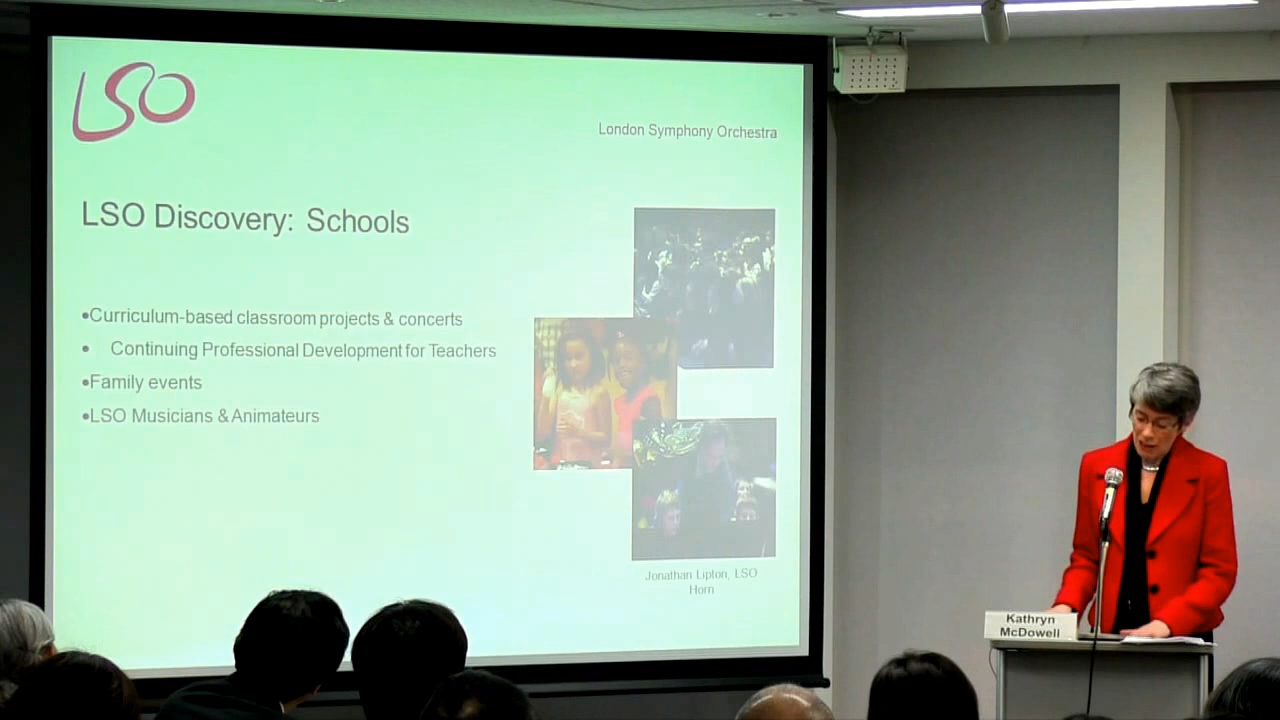 LSO
London Symphony Orchestra
LSO Discovery: Schools
•Curriculum-based classroom projects & concerts
• Continuing Professional Development for Teachers
•Family events
•LSO Musicians & Animateurs
Jonathan Lipton, LSO
Horn
Kathryn
McDowell